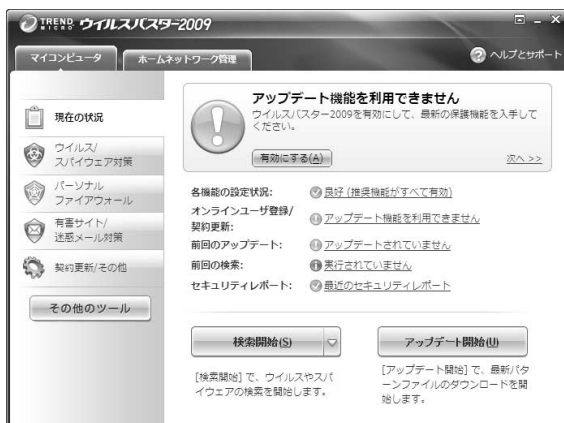 TREND MICRO ウイルスバスター2009
マイコンピュータ
ホームネットワーク管理
ヘルプとサポート
現在の状況
ウイルス/
スパイウェア対策
パーソナル
ファイアウォール
有害サイト/
迷惑メール対策
契約更新/その他
その他のツール
アップデート機能を利用できません
ウイルスバスター2009を有効にして、最新の保護機能を入手して
ください。
有効にする(A)
次へ >>
各機能の設定状況: 良好 (推奨機能がすべて有効)
オンラインユーザ登録/
契約更新: アップデート機能を利用できません
前回のアップデート: アップデートされていません
前回の検索: 実行されていません
セキュリティレポート: 最近のセキュリティレポート
検索開始(S)
[検索開始] で、ウイルスやスパ
イウェアの検索を開始します。
アップデート開始(U)
[アップデート開始] で、最新パタ
ーンファイルのダウンロードを開
始します。